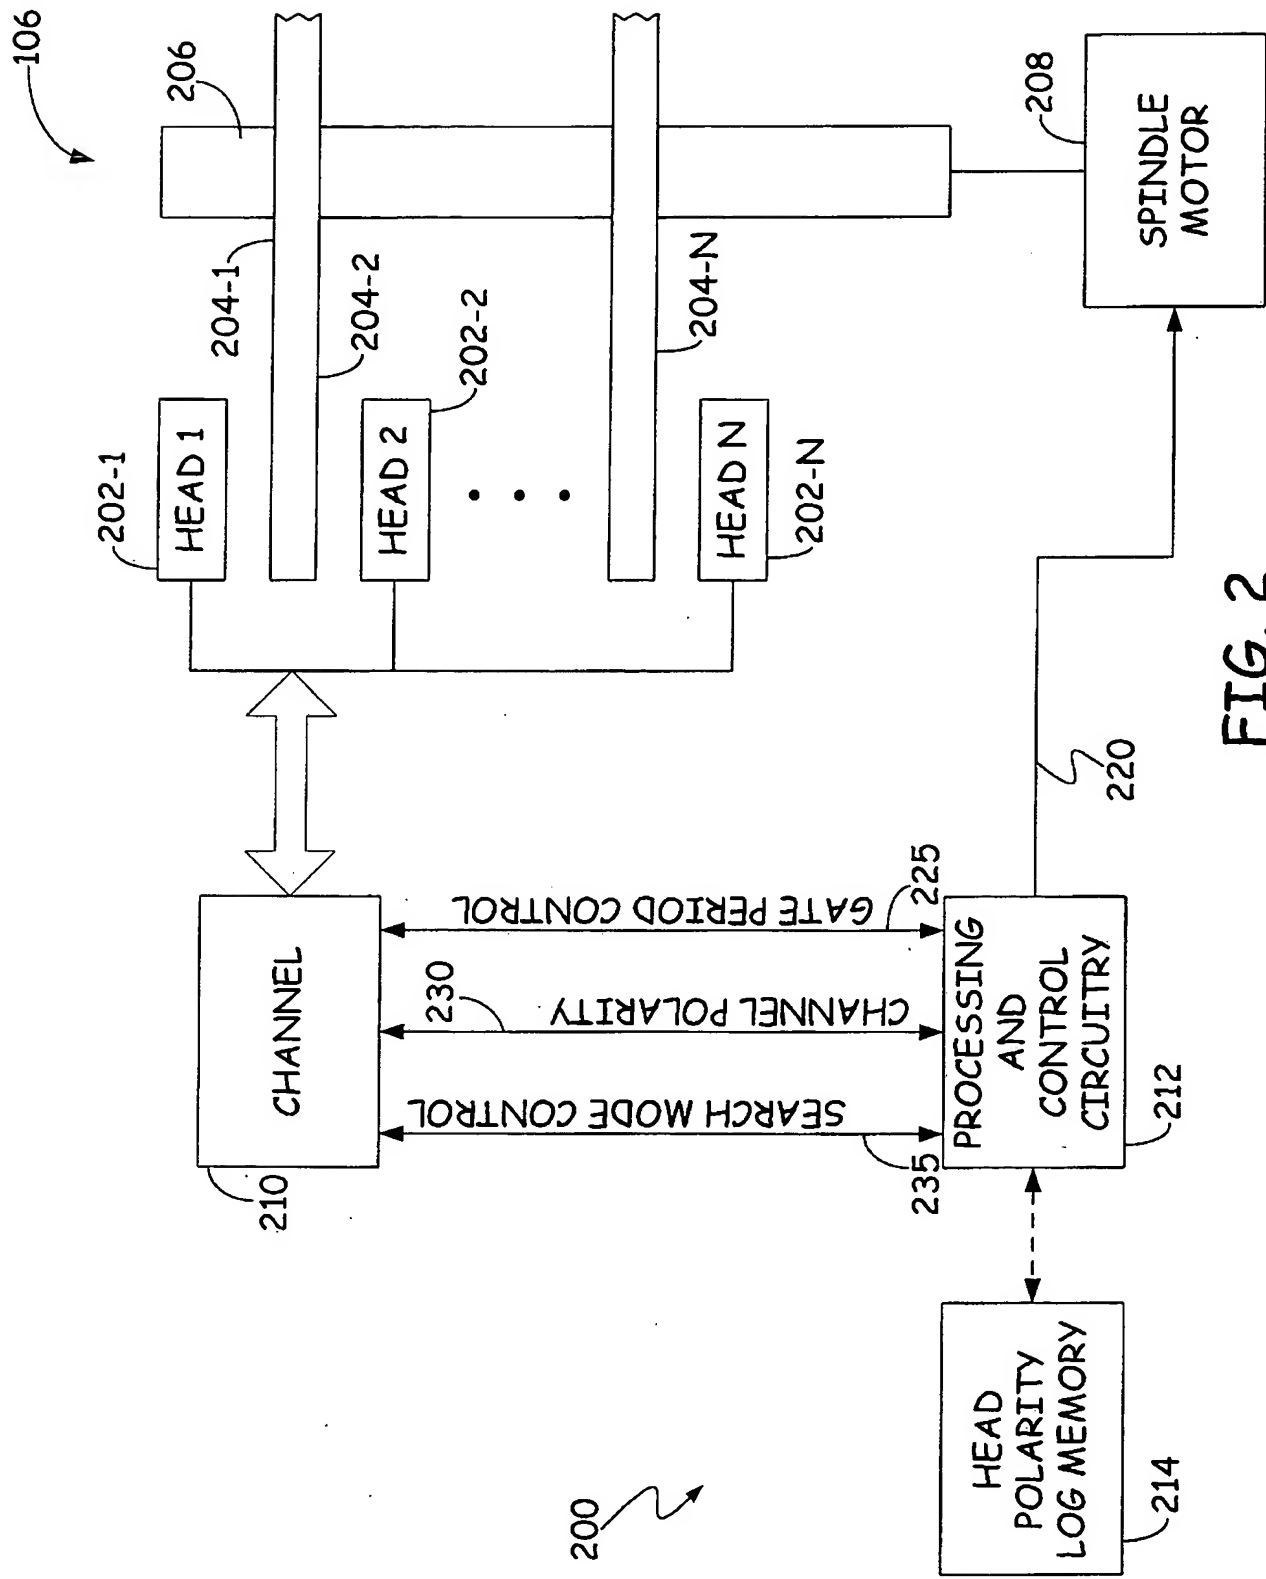 200
HEAD
POLARITY
LOG MEMORY
214
210
CHANNEL
SEARCH MODE CONTROL
235
230
CHANNEL POLARITY
GATE PERIOD CONTROL
225
PROCESSING
AND
CONTROL
CIRCUITRY
212
220
202-1
HEAD 1
HEAD 2
202-2
HEAD N
202-N
204-1
204-2
204-N
206
106
208
SPINDLE
MOTOR
FIG. 2